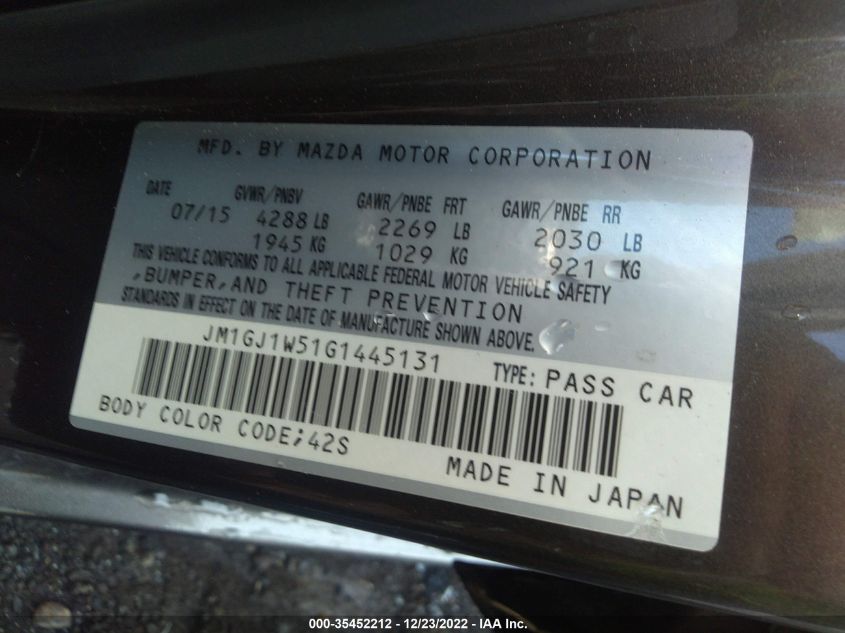 MFD. BY MAZDA MOTOR CORPORATION
DATE GVWR/PNBV GAWR/PNBE FRT GAWR/PNBE RR
07/15 4288 LB 2269 LB 2030 LB
1945 KG 1029 KG 921 KG
THIS VEHICLE CONFORMS TO ALL APPLICABLE FEDERAL MOTOR VEHICLE SAFETY
,BUMPER,AND THEFT PREVENTION
STANDARDS IN EFFECT ON THE DATE OF MANUFACTURE SHOWN ABOVE.
JM1GJ1W51G1445131 TYPE: PASS CAR
BODY COLOR CODE;42S
MADE IN JAPAN
000-35452212 - 12/23/2022 - IAA Inc.